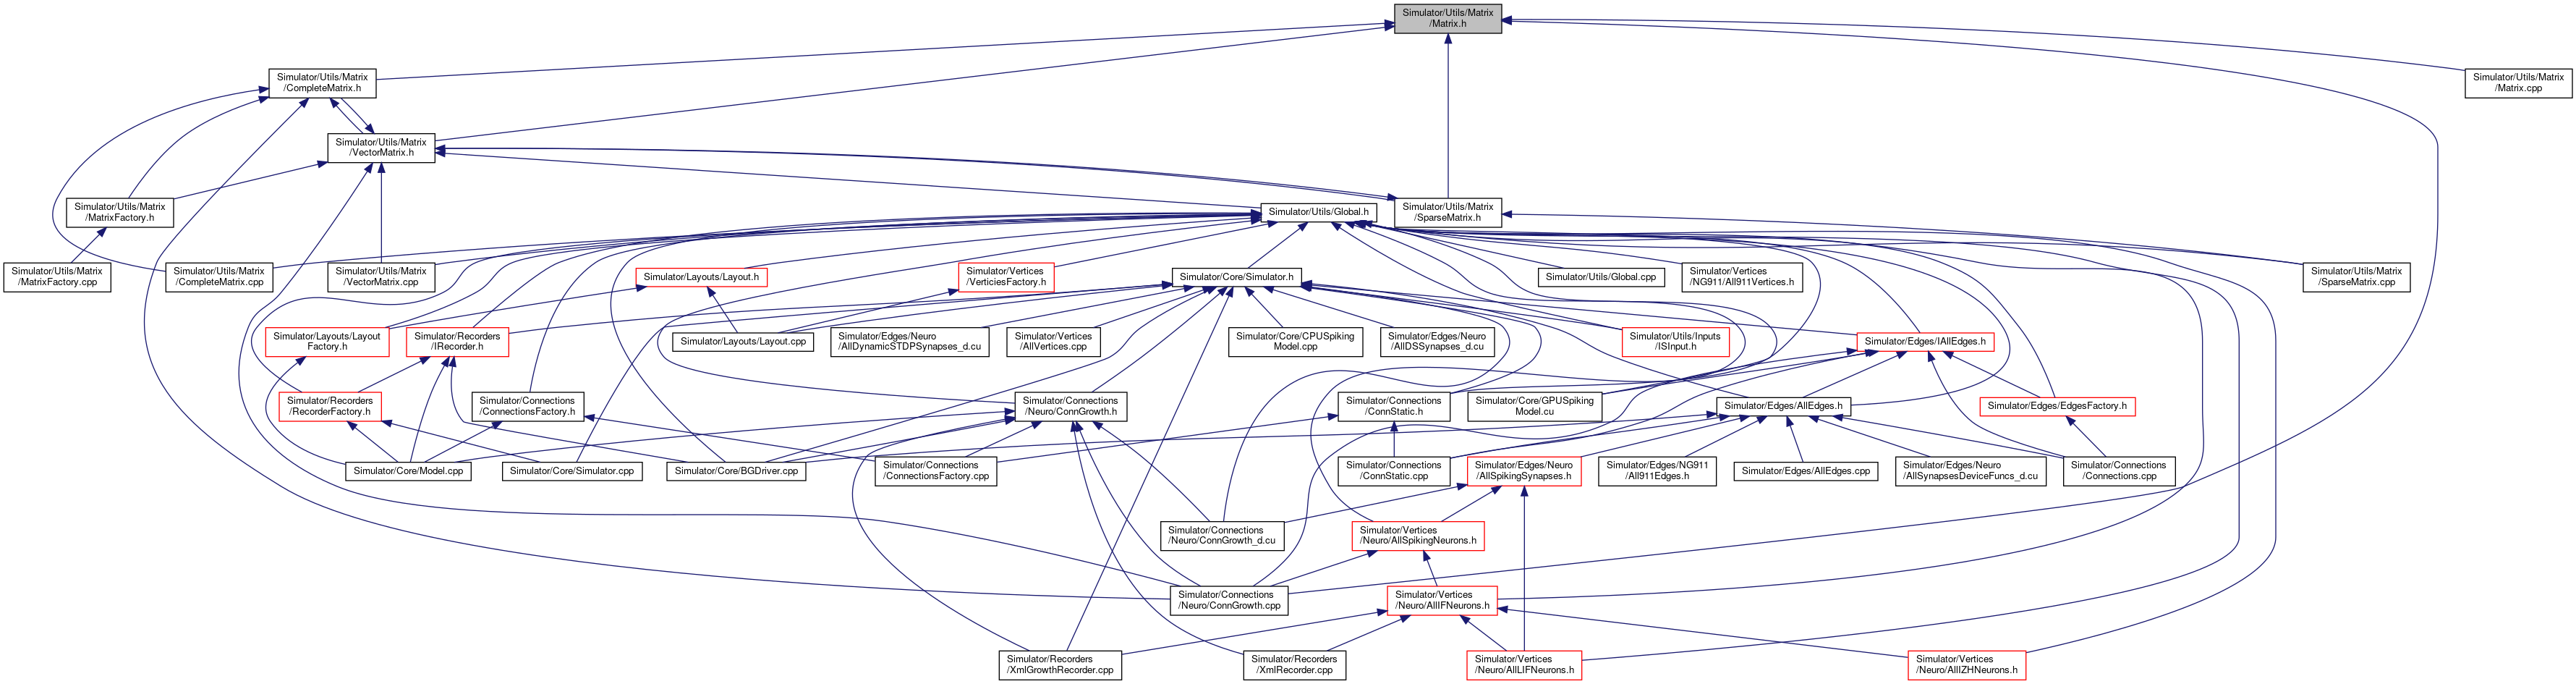 Simulator/Utils/Matrix
/Matrix.h
Simulator/Utils/Matrix
/CompleteMatrix.h
Simulator/Utils/Matrix
/Matrix.cpp
Simulator/Utils/Matrix
/VectorMatrix.h
Simulator/Utils/Matrix
/MatrixFactory.h
Simulator/Utils/Global.h
Simulator/Utils/Matrix
/SparseMatrix.h
Simulator/Utils/Matrix
/MatrixFactory.cpp
Simulator/Utils/Matrix
/CompleteMatrix.cpp
Simulator/Utils/Matrix
/VectorMatrix.cpp
Simulator/Layouts/Layout.h
Simulator/Vertices
/VerticiesFactory.h
Simulator/Core/Simulator.h
Simulator/Utils/Global.cpp
Simulator/Vertices
/NG911/All911Vertices.h
Simulator/Utils/Matrix
/SparseMatrix.cpp
Simulator/Layouts/Layout
Factory.h
Simulator/Recorders
/IRecorder.h
Simulator/Layouts/Layout.cpp
Simulator/Edges/Neuro
/AllDynamicSTDPSynapses_d.cu
Simulator/Vertices
/AllVertices.cpp
Simulator/Core/CPUSpiking
Model.cpp
Simulator/Edges/Neuro
/AllDSSynapses_d.cu
Simulator/Utils/Inputs
/ISInput.h
Simulator/Edges/IAllEdges.h
Simulator/Recorders
/RecorderFactory.h
Simulator/Connections
/ConnectionsFactory.h
Simulator/Connections
/Neuro/ConnGrowth.h
Simulator/Connections
/ConnStatic.h
Simulator/Core/GPUSpiking
Model.cu
Simulator/Edges/AllEdges.h
Simulator/Edges/EdgesFactory.h
Simulator/Core/Model.cpp
Simulator/Core/Simulator.cpp
Simulator/Core/BGDriver.cpp
Simulator/Connections
/ConnectionsFactory.cpp
Simulator/Connections
/ConnStatic.cpp
Simulator/Edges/Neuro
/AllSpikingSynapses.h
Simulator/Edges/NG911
/All911Edges.h
Simulator/Edges/AllEdges.cpp
Simulator/Edges/Neuro
/AllSynapsesDeviceFuncs_d.cu
Simulator/Connections
/Connections.cpp
Simulator/Connections
/Neuro/ConnGrowth_d.cu
Simulator/Vertices
/Neuro/AllSpikingNeurons.h
Simulator/Connections
/Neuro/ConnGrowth.cpp
Simulator/Vertices
/Neuro/AllIFNeurons.h
Simulator/Recorders
/XmlGrowthRecorder.cpp
Simulator/Recorders
/XmlRecorder.cpp
Simulator/Vertices
/Neuro/AllLIFNeurons.h
Simulator/Vertices
/Neuro/AllIZHNeurons.h